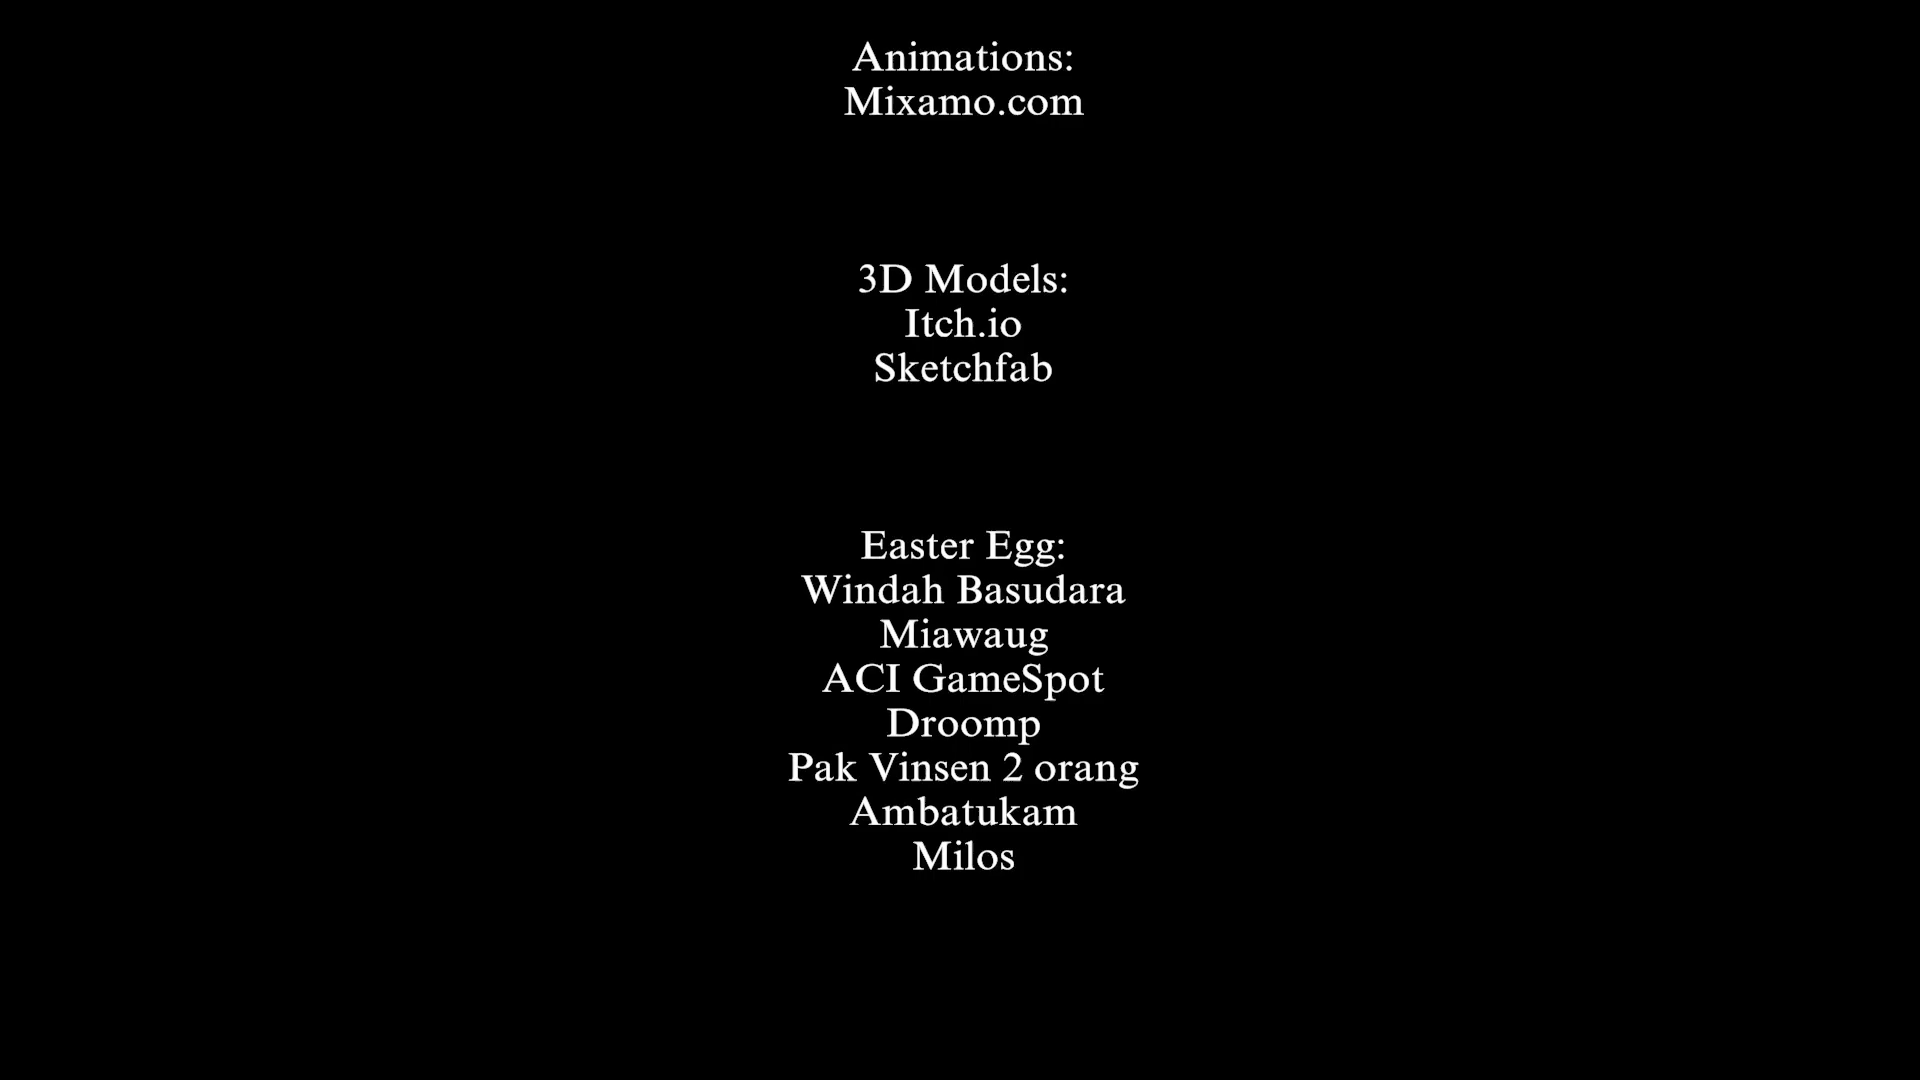 Animations:
Mixamo.com
3D Models:
Itch.io
Sketchfab
Easter Egg:
Windah Basudara
Miawaug
ACI GameSpot
Droomp
Pak Vinsen 2 orang
Ambatukam
Milos